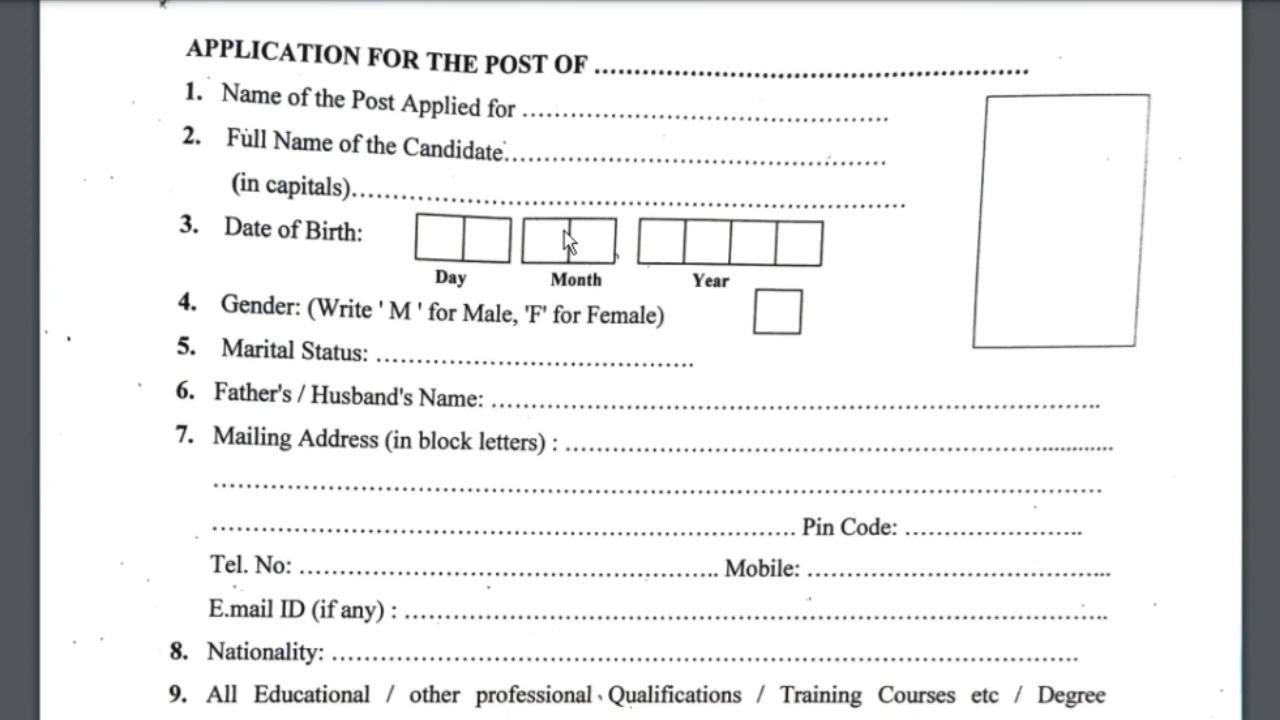 APPLICATION FOR THE POST OF ......................................................
1. Name of the Post Applied for .............................................
2. Full Name of the Candidate..............................................
(in capitals)...................................................................
3. Date of Birth:
Day Month Year
4. Gender: (Write ' M ' for Male, 'F' for Female)
5. Marital Status: .......................................
6. Father's / Husband's Name: ..........................................................................
7. Mailing Address (in block letters) : ..................................................................
.............................................................................................................
....................................................................... Pin Code: ......................
Tel. No: ................................................... Mobile: .....................................
E.mail ID (if any) : ......................................................................................
8. Nationality: ...........................................................................................
9. All Educational / other professional Qualifications / Training Courses etc / Degree